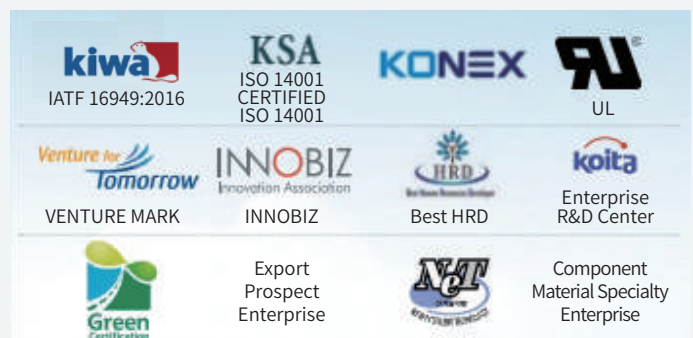 kiwa
IATF 16949:2016
KSA
ISO 14001
CERTIFIED
ISO 14001
KONEX
UL
Venture for
Tomorrow
VENTURE MARK
INNOBIZ
Innovation Association
INNOBIZ
HRD
Best HRD
koita
Enterprise
R&D Center
Green
Certification
Export
Prospect
Enterprise
NeT
Component
Material Specialty
Enterprise